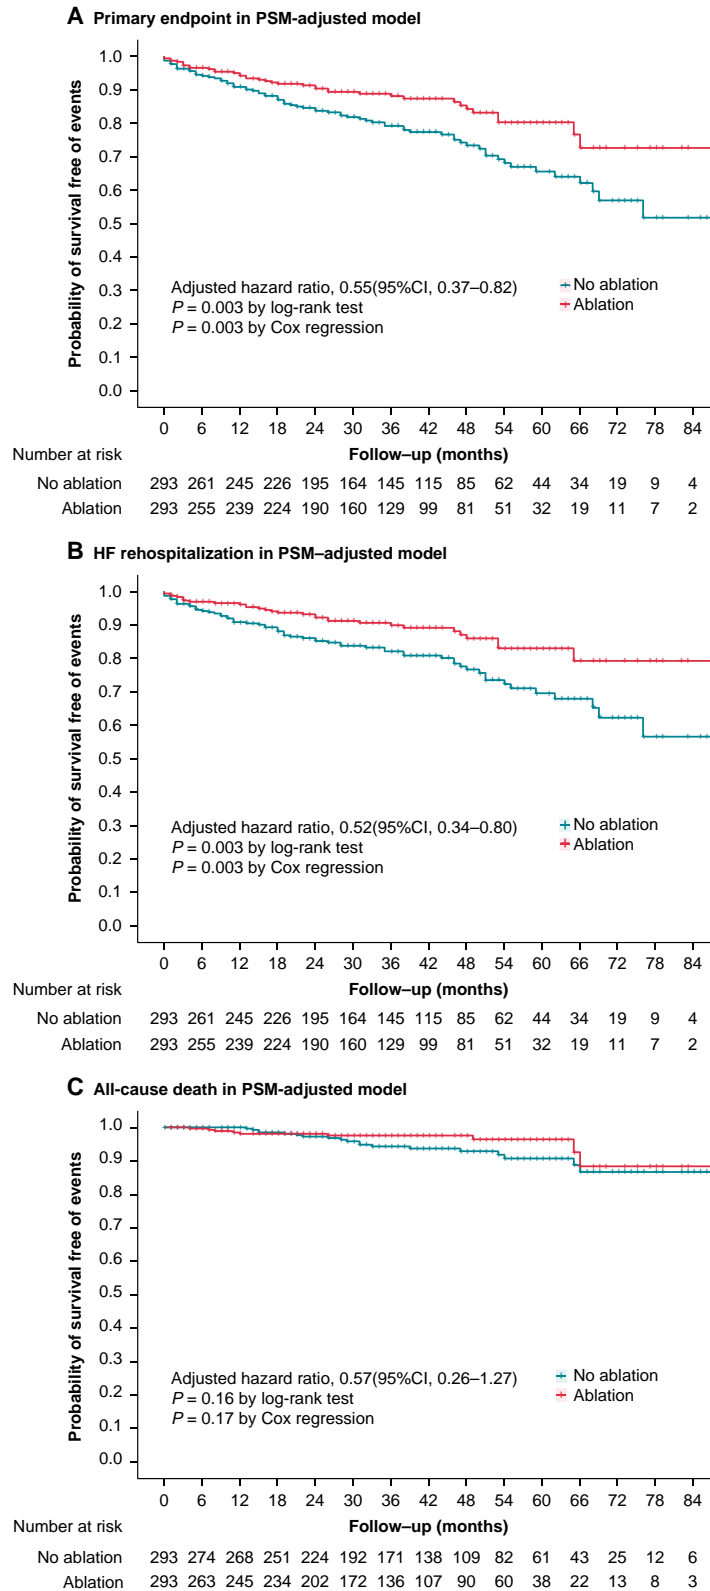 A Primary endpoint in PSM-adjusted model
Probability of survival free of events
1.0
0.9
0.8
0.7
0.6
0.5
0.4
0.3
0.2
0.1
0.0
Adjusted hazard ratio, 0.55(95%CI, 0.37–0.82)
P = 0.003 by log-rank test
P = 0.003 by Cox regression
No ablation
Ablation
0 6 12 18 24 30 36 42 48 54 60 66 72 78 84
Number at risk Follow–up (months)
No ablation 293 261 245 226 195 164 145 115 85 62 44 34 19 9 4
Ablation 293 255 239 224 190 160 129 99 81 51 32 19 11 7 2
B HF rehospitalization in PSM–adjusted model
Probability of survival free of events
1.0
0.9
0.8
0.7
0.6
0.5
0.4
0.3
0.2
0.1
0.0
Adjusted hazard ratio, 0.52(95%CI, 0.34–0.80)
P = 0.003 by log-rank test
P = 0.003 by Cox regression
No ablation
Ablation
0 6 12 18 24 30 36 42 48 54 60 66 72 78 84
Number at risk Follow–up (months)
No ablation 293 261 245 226 195 164 145 115 85 62 44 34 19 9 4
Ablation 293 255 239 224 190 160 129 99 81 51 32 19 11 7 2
C All-cause death in PSM-adjusted model
Probability of survival free of events
1.0
0.9
0.8
0.7
0.6
0.5
0.4
0.3
0.2
0.1
0.0
Adjusted hazard ratio, 0.57(95%CI, 0.26–1.27)
P = 0.16 by log-rank test
P = 0.17 by Cox regression
No ablation
Ablation
0 6 12 18 24 30 36 42 48 54 60 66 72 78 84
Number at risk Follow–up (months)
No ablation 293 274 268 251 224 192 171 138 109 82 61 43 25 12 6
Ablation 293 263 245 234 202 172 136 107 90 60 38 22 13 8 3